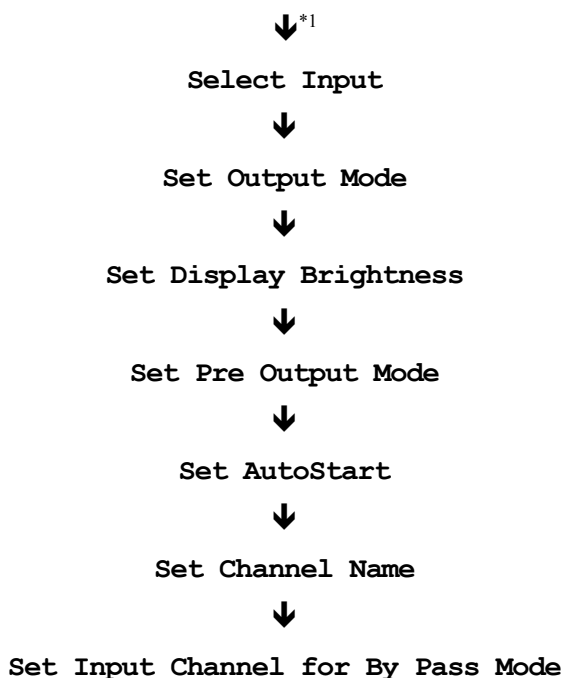 🡳*1
Select Input
🡳
Set Output Mode
🡳
Set Display Brightness
🡳
Set Pre Output Mode
🡳
Set AutoStart
🡳
Set Channel Name
🡳
Set Input Channel for By Pass Mode